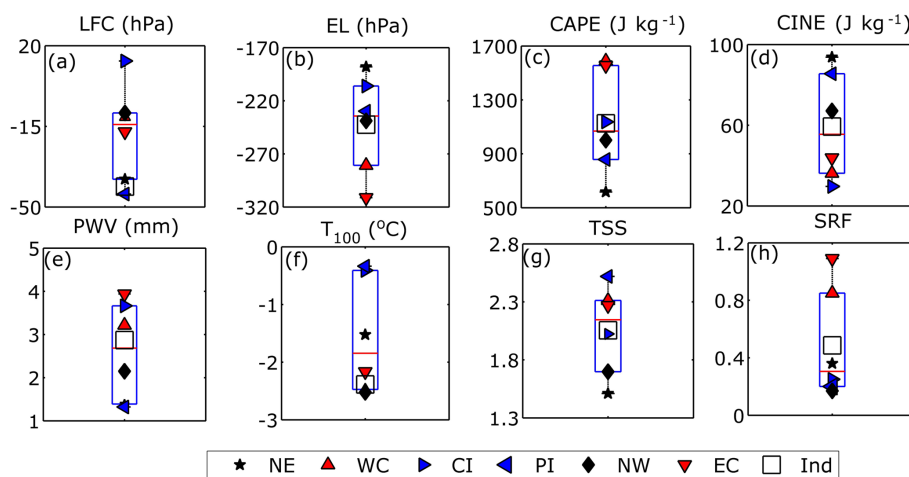 LFC (hPa) EL (hPa) CAPE (J kg⁻¹) CINE (J kg⁻¹)
(a) 20 -15 -50
(b) -170 -220 -270 -320
(c) 1700 1300 900 500
(d) 100 60 20
PWV (mm) T₁₀₀ (°C) TSS SRF
(e) 5 4 3 2 1
(f) 0 -1 -2 -3
(g) 2.8 2.3 1.8 1.3
(h) 1.2 0.8 0.4 0
NE WC CI PI NW EC Ind